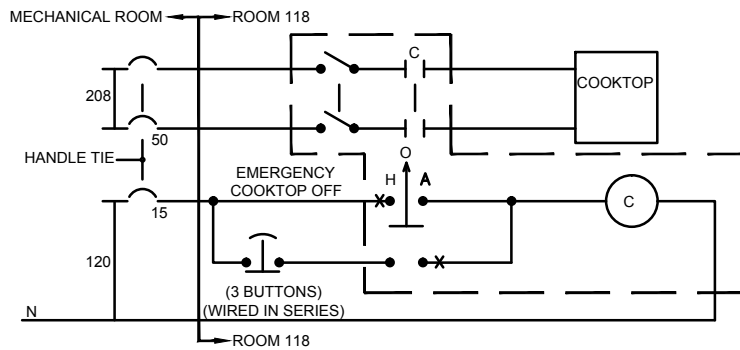 MECHANICAL ROOM
ROOM 118
C
208
COOKTOP
50
HANDLE TIE
EMERGENCY
COOKTOP OFF
O
H
A
15
C
120
(3 BUTTONS)
(WIRED IN SERIES)
N
ROOM 118